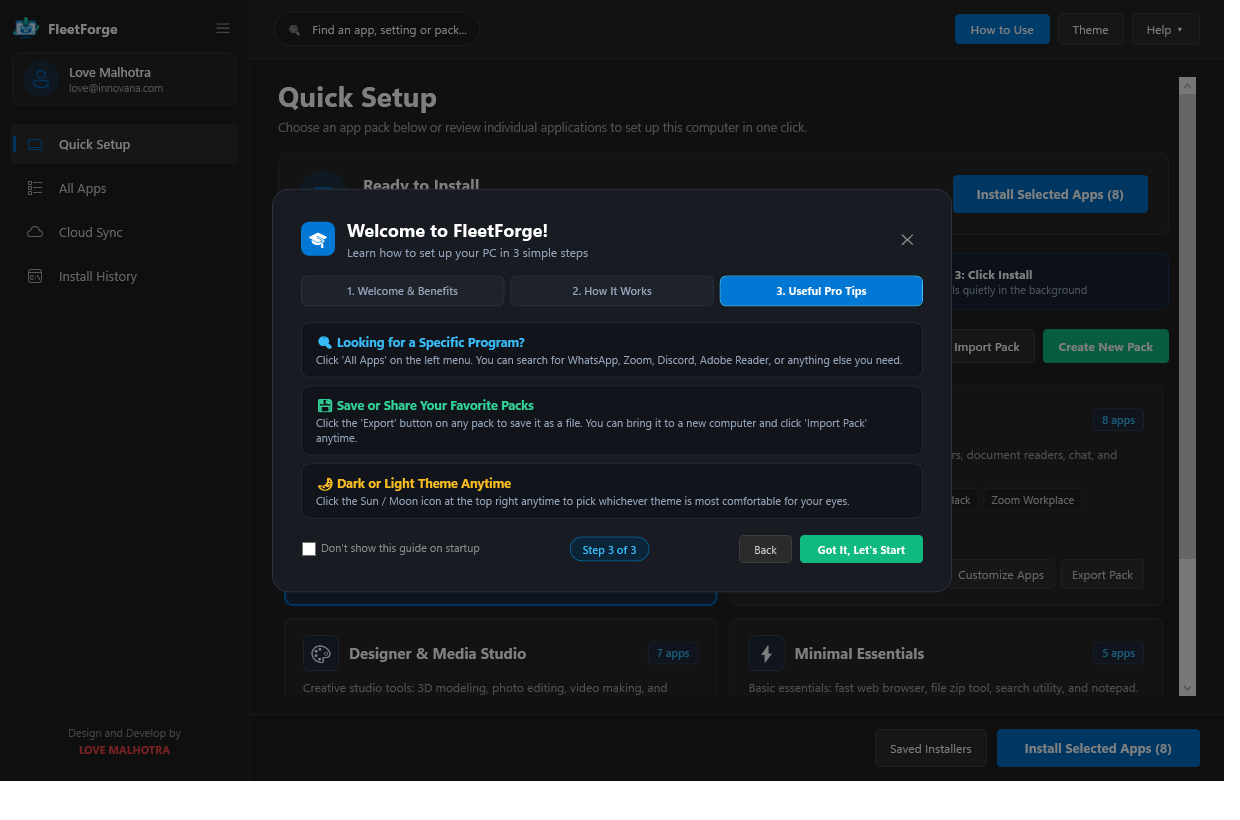 FleetForge
Find an app, setting or pack...
How to Use
Theme
Help
Love Malhotra
love@innovana.com
Quick Setup
All Apps
Cloud Sync
Install History
Design and Develop by
LOVE MALHOTRA
Quick Setup
Choose an app pack below or review individual applications to set up this computer in one click.
Ready to Install
Install Selected Apps (8)
3: Click Install
ls quietly in the background
Import Pack
Create New Pack
Welcome to FleetForge!
Learn how to set up your PC in 3 simple steps
1. Welcome & Benefits
2. How It Works
3. Useful Pro Tips
Looking for a Specific Program?
Click 'All Apps' on the left menu. You can search for WhatsApp, Zoom, Discord, Adobe Reader, or anything else you need.
Save or Share Your Favorite Packs
Click the 'Export' button on any pack to save it as a file. You can bring it to a new computer and click 'Import Pack'
anytime.
Dark or Light Theme Anytime
Click the Sun / Moon icon at the top right anytime to pick whichever theme is most comfortable for your eyes.
Don't show this guide on startup
Step 3 of 3
Back
Got It, Let's Start
8 apps
rs, document readers, chat, and
lack
Zoom Workplace
Customize Apps
Export Pack
Designer & Media Studio
7 apps
Creative studio tools: 3D modeling, photo editing, video making, and
Minimal Essentials
5 apps
Basic essentials: fast web browser, file zip tool, search utility, and notepad.
Saved Installers
Install Selected Apps (8)